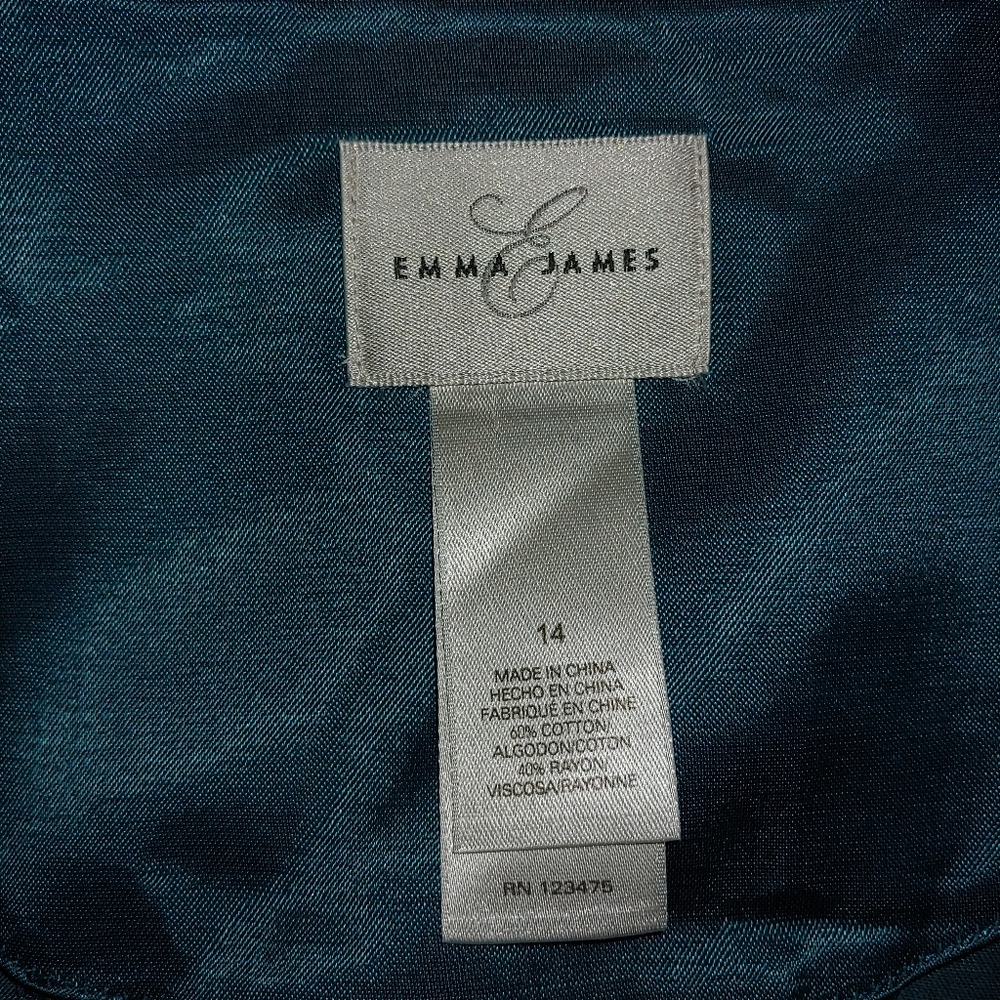 E
EMMA JAMES
14
MADE IN CHINA
HECHO EN CHINA
FABRIQUÉ EN CHINE
60% COTTON/
ALGODON/COTON
40% RAYON/
VISCOSA/RAYONNE
RN 123475